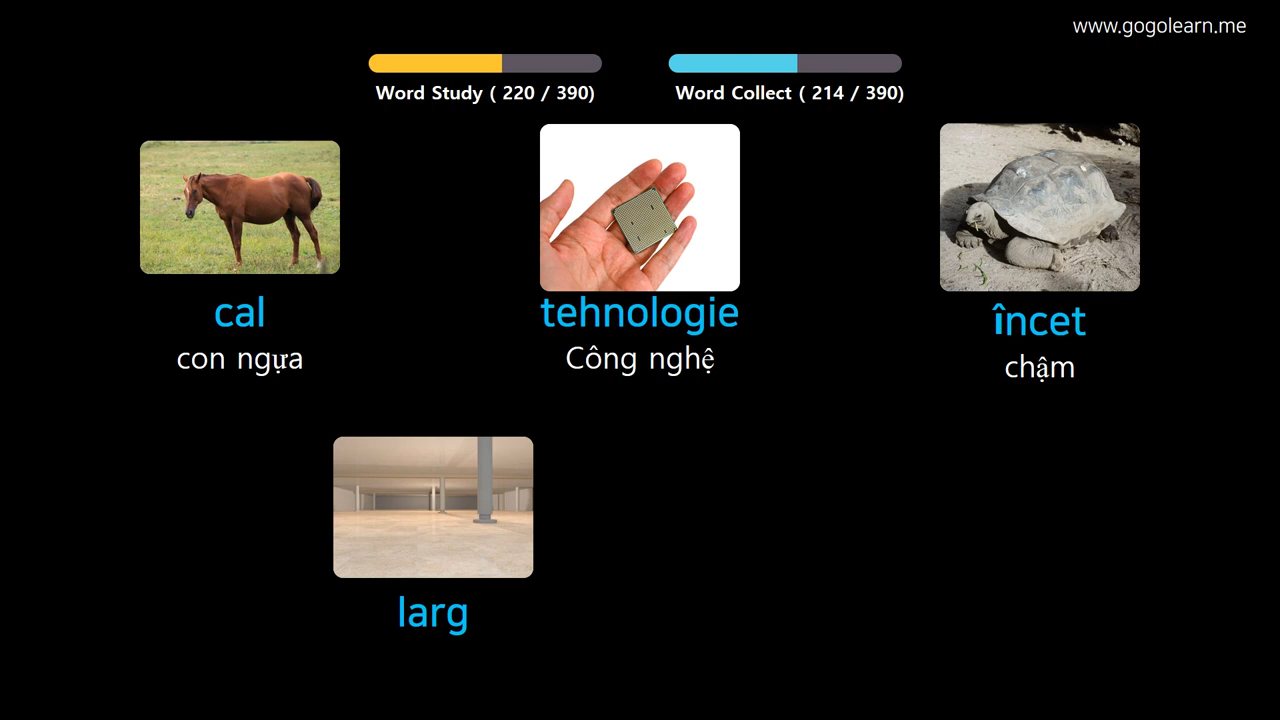 www.gogolearn.me
Word Study ( 220 / 390)
Word Collect ( 214 / 390)
cal
con ngựa
tehnologie
Công nghệ
încet
chậm
larg